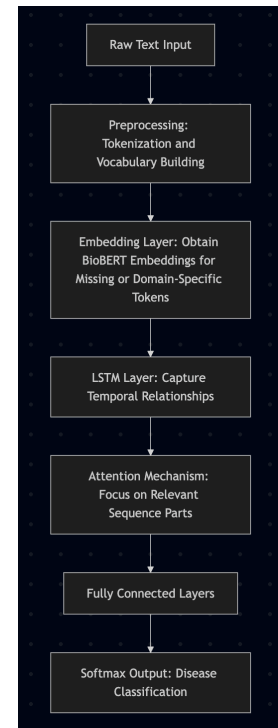 Raw Text Input
Preprocessing:
Tokenization and
Vocabulary Building
Embedding Layer: Obtain
BioBERT Embeddings for
Missing or Domain-Specific
Tokens
LSTM Layer: Capture
Temporal Relationships
Attention Mechanism:
Focus on Relevant
Sequence Parts
Fully Connected Layers
Softmax Output: Disease
Classification